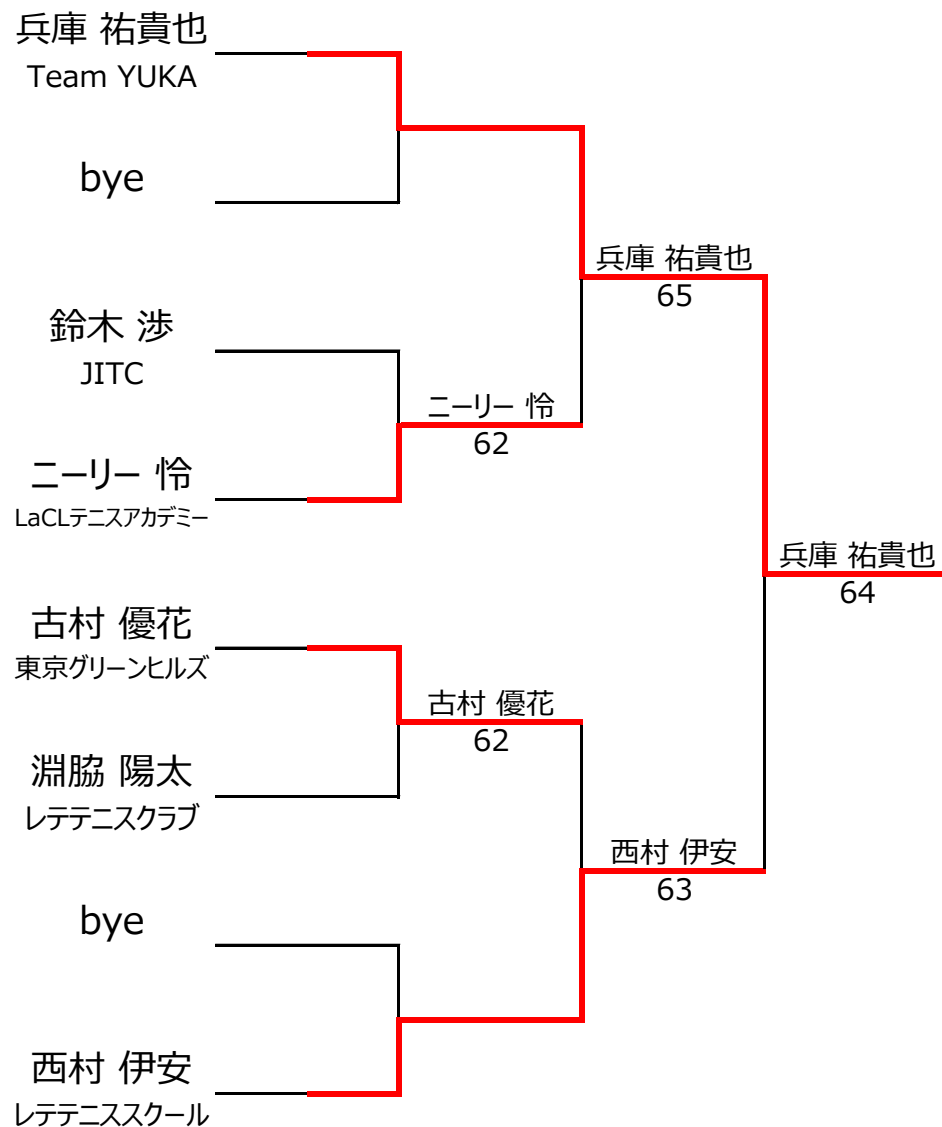 兵庫 祐貴也
Team YUKA
bye
兵庫 祐貴也
65
鈴木 渉
JITC
ニーリー 怜
62
ニーリー 怜
LaCLテニスアカデミー
兵庫 祐貴也
64
古村 優花
東京グリーンヒルズ
古村 優花
62
淵脇 陽太
レテテニスクラブ
西村 伊安
63
bye
西村 伊安
レテテニススクール